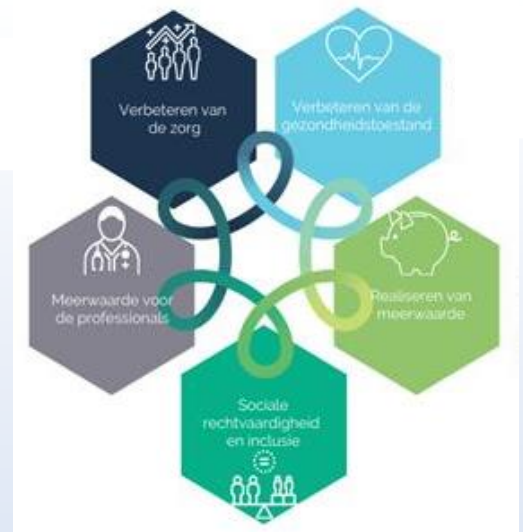 Verbeteren van
de zorg
Verbeteren van de
gezondheidstoestand
Meerwaarde voor
de professionals
Realiseren van
meerwaarde
Sociale
rechtvaardigheid
en inclusie
=